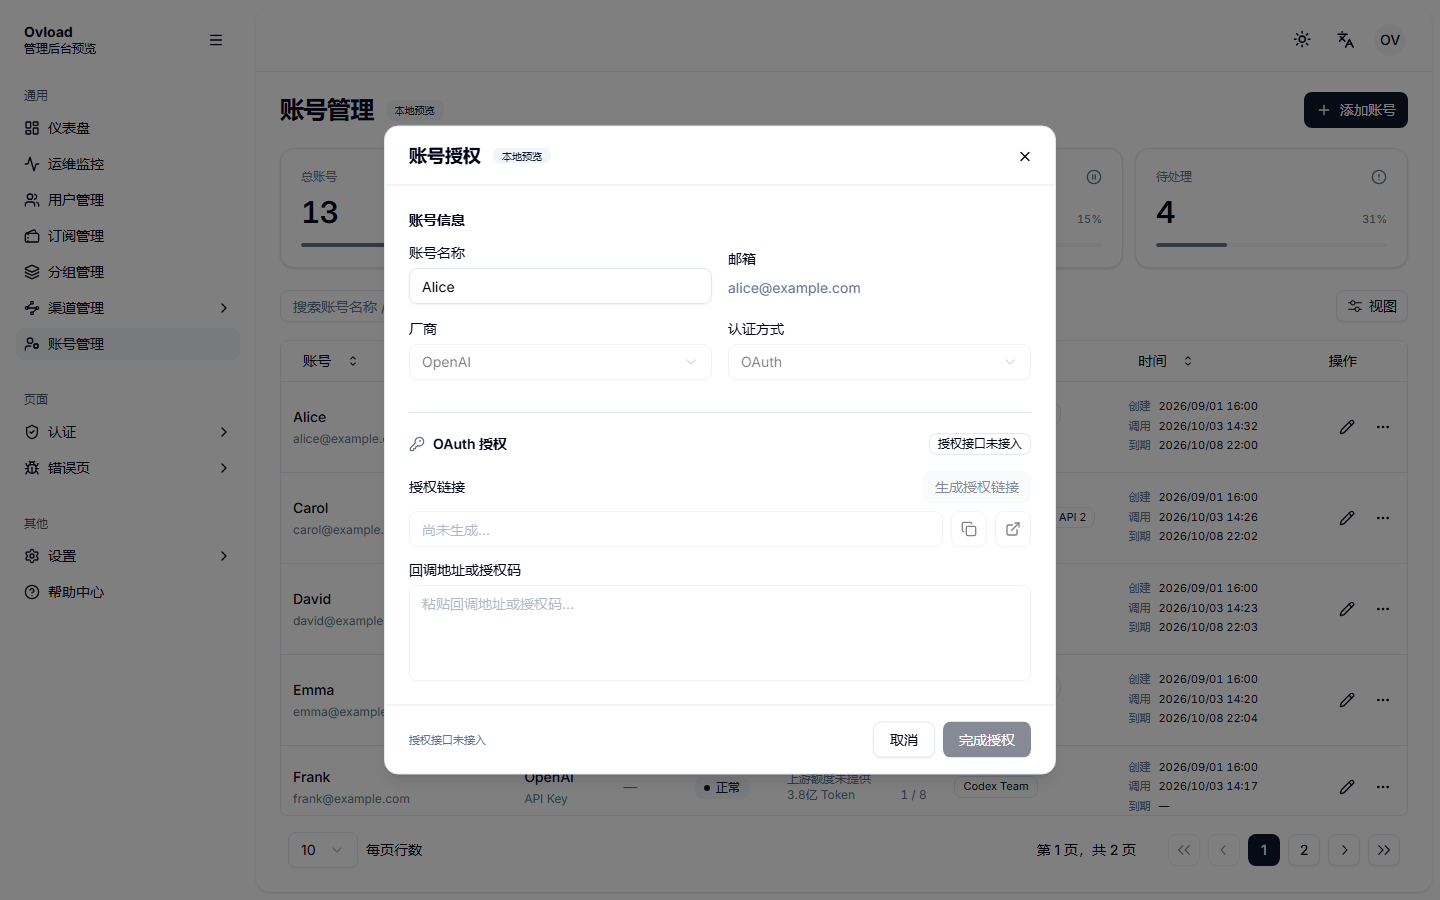 Ovload
管理后台预览
OV
通用
仪表盘
运维监控
用户管理
订阅管理
分组管理
渠道管理
账号管理
页面
认证
错误页
其他
设置
帮助中心
账号管理
本地预览
添加账号
总账号
13
15%
待处理
4
31%
搜索账号名称 /
视图
账号
时间
操作
Alice
alice@example.
创建 2026/09/01 16:00
调用 2026/10/03 14:32
到期 2026/10/08 22:00
Carol
carol@example.
API 2
创建 2026/09/01 16:00
调用 2026/10/03 14:26
到期 2026/10/08 22:02
David
david@example
创建 2026/09/01 16:00
调用 2026/10/03 14:23
到期 2026/10/08 22:03
Emma
emma@example
创建 2026/09/01 16:00
调用 2026/10/03 14:20
到期 2026/10/08 22:04
Frank
frank@example.com
OpenAI
API Key
—
正常
上游额度未提供
3.8亿 Token
1 / 8
Codex Team
创建 2026/09/01 16:00
调用 2026/10/03 14:17
到期 —
10
每页行数
第 1 页，共 2 页
1
2
账号授权
本地预览
账号信息
账号名称
Alice
邮箱
alice@example.com
厂商
OpenAI
认证方式
OAuth
OAuth 授权
授权接口未接入
授权链接
生成授权链接
尚未生成...
回调地址或授权码
粘贴回调地址或授权码...
授权接口未接入
取消
完成授权